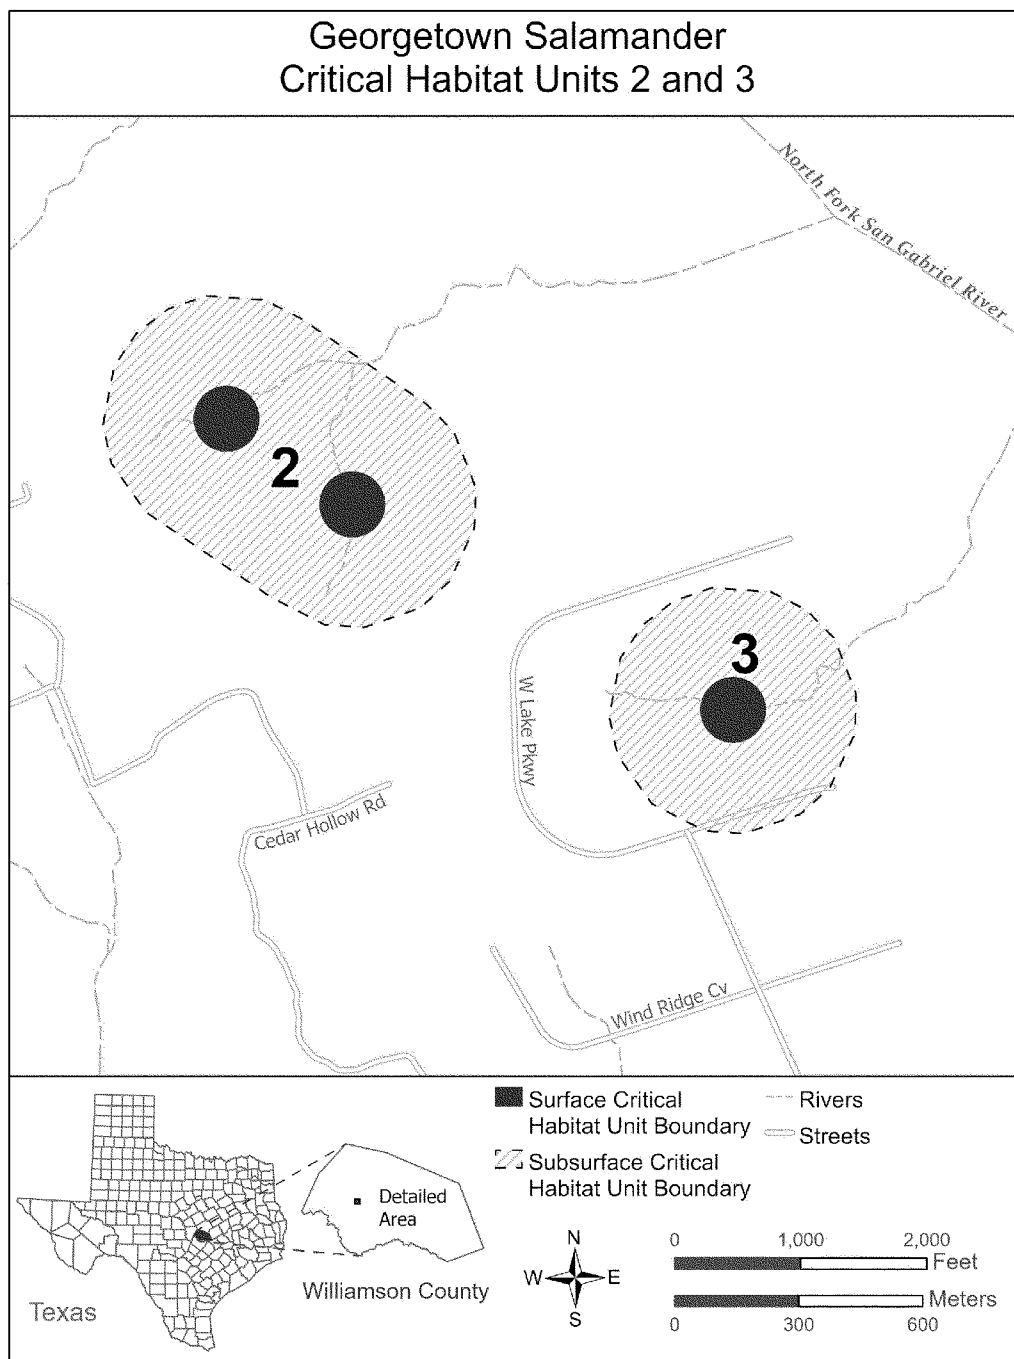 Georgetown Salamander
Critical Habitat Units 2 and 3
North Fork San Gabriel River
2
3
W Lake Pkwy
Cedar Hollow Rd
Wind Ridge Cv
Surface Critical
Habitat Unit Boundary
Subsurface Critical
Habitat Unit Boundary
Rivers
Streets
Detailed
Area
Williamson County
Texas
N
W E
S
0 1,000 2,000
Feet
Meters
0 300 600